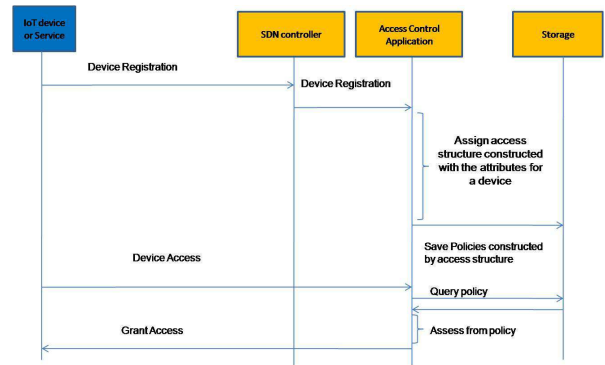 IoT device
or Service
SDN controller
Access Control
Application
Storage
Device Registration
Device Registration
Assign access
structure constructed
with the attributes for
a device
Save Policies constructed
by access structure
Device Access
Query policy
Grant Access
Assess from policy